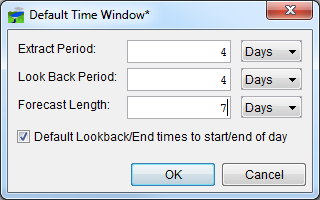 Default Time Window*
Extract Period: 4 Days
Look Back Period: 4 Days
Forecast Length: 7 Days
Default Lookback/End times to start/end of day
OK Cancel